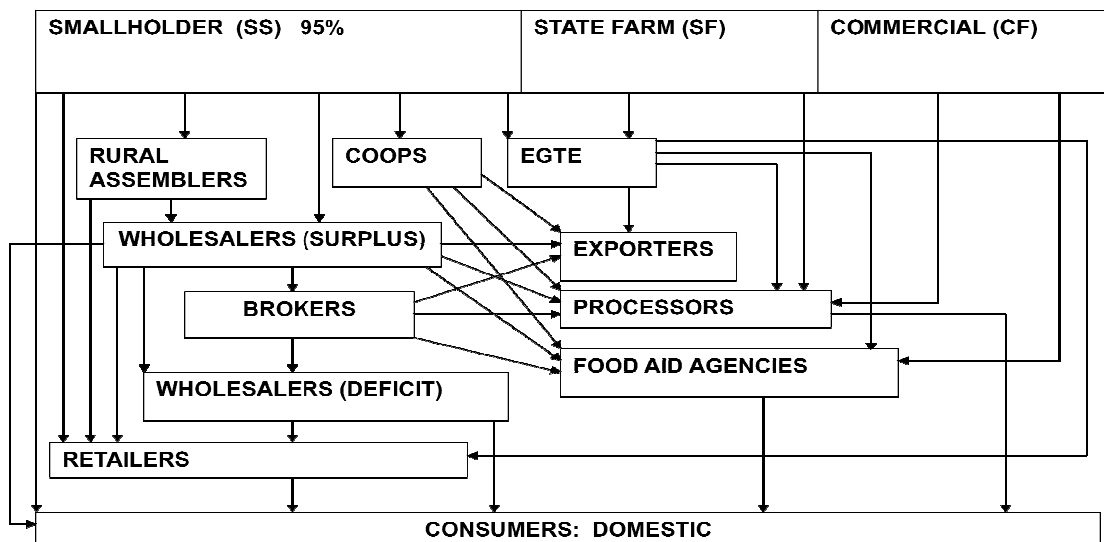 SMALLHOLDER (SS) 95%
STATE FARM (SF)
COMMERCIAL (CF)
RURAL
ASSEMBLERS
COOPS
EGTE
WHOLESALERS (SURPLUS)
EXPORTERS
BROKERS
PROCESSORS
FOOD AID AGENCIES
WHOLESALERS (DEFICIT)
RETAILERS
CONSUMERS: DOMESTIC